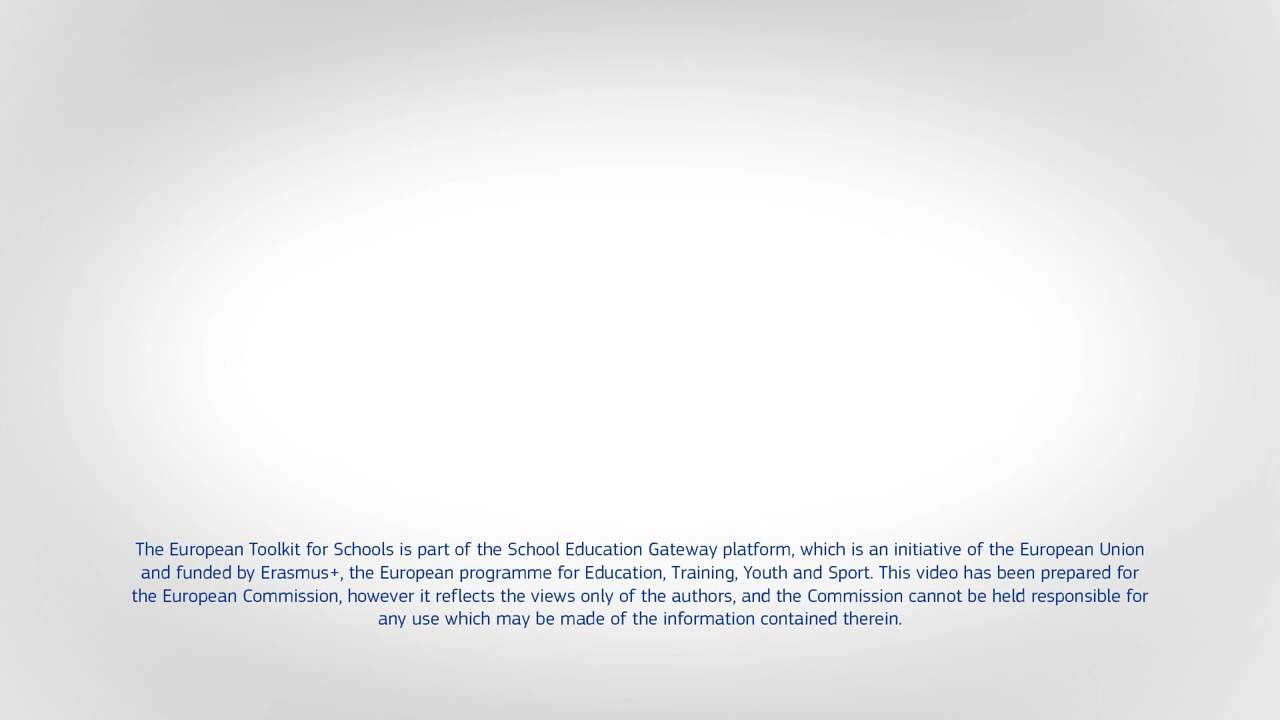 The European Toolkit for Schools is part of the School Education Gateway platform, which is an initiative of the European Union
and funded by Erasmus+, the European programme for Education, Training, Youth and Sport. This video has been prepared for
the European Commission, however it reflects the views only of the authors, and the Commission cannot be held responsible for
any use which may be made of the information contained therein.